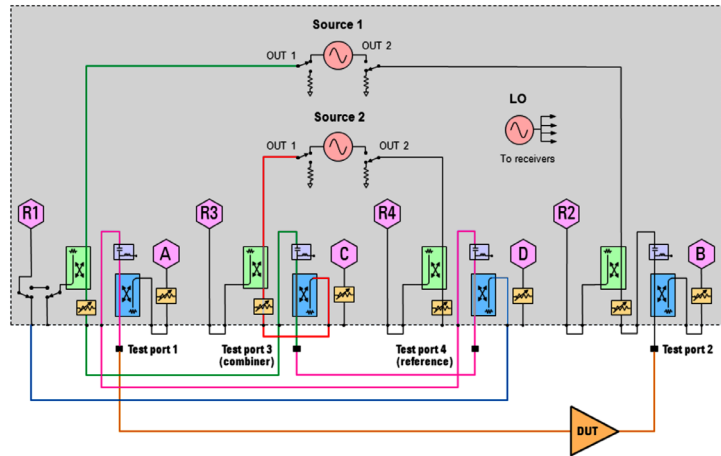 Source 1
OUT 1
OUT 2
Source 2
OUT 1
OUT 2
LO
To receivers
R1
A
R3
C
R4
D
R2
B
Test port 1
Test port 3
(combiner)
Test port 4
(reference)
Test port 2
DUT